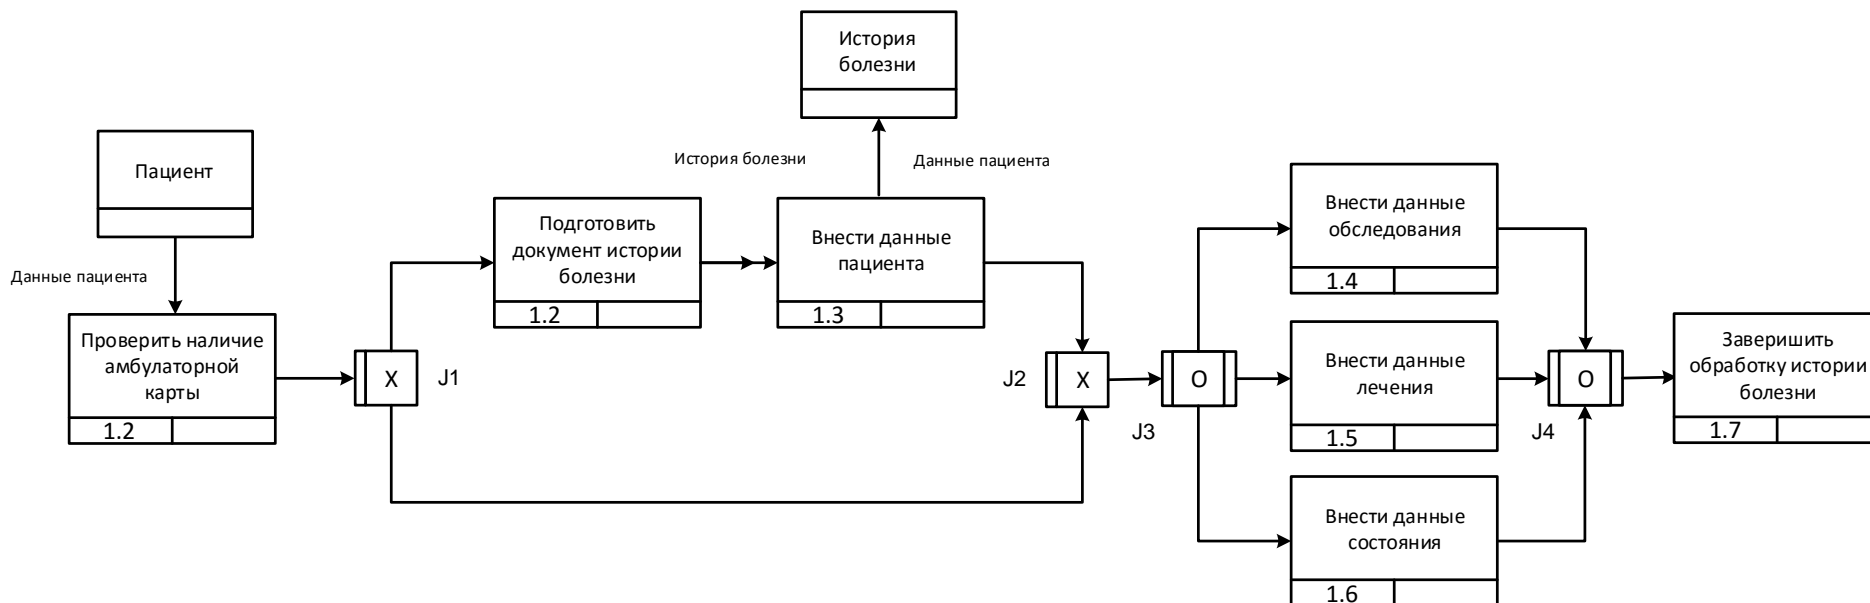 История
болезни
Пациент
История болезни
Данные пациента
Данные пациента
Подготовить
документ истории
болезни
1.2
Внести данные
пациента
1.3
Внести данные
обследования
1.4
Проверить наличие
амбулаторной
карты
1.2
X
J1
J2
X
O
J3
Внести данные
лечения
1.5
O
J4
Заверишить
обработку истории
болезни
1.7
Внести данные
состояния
1.6